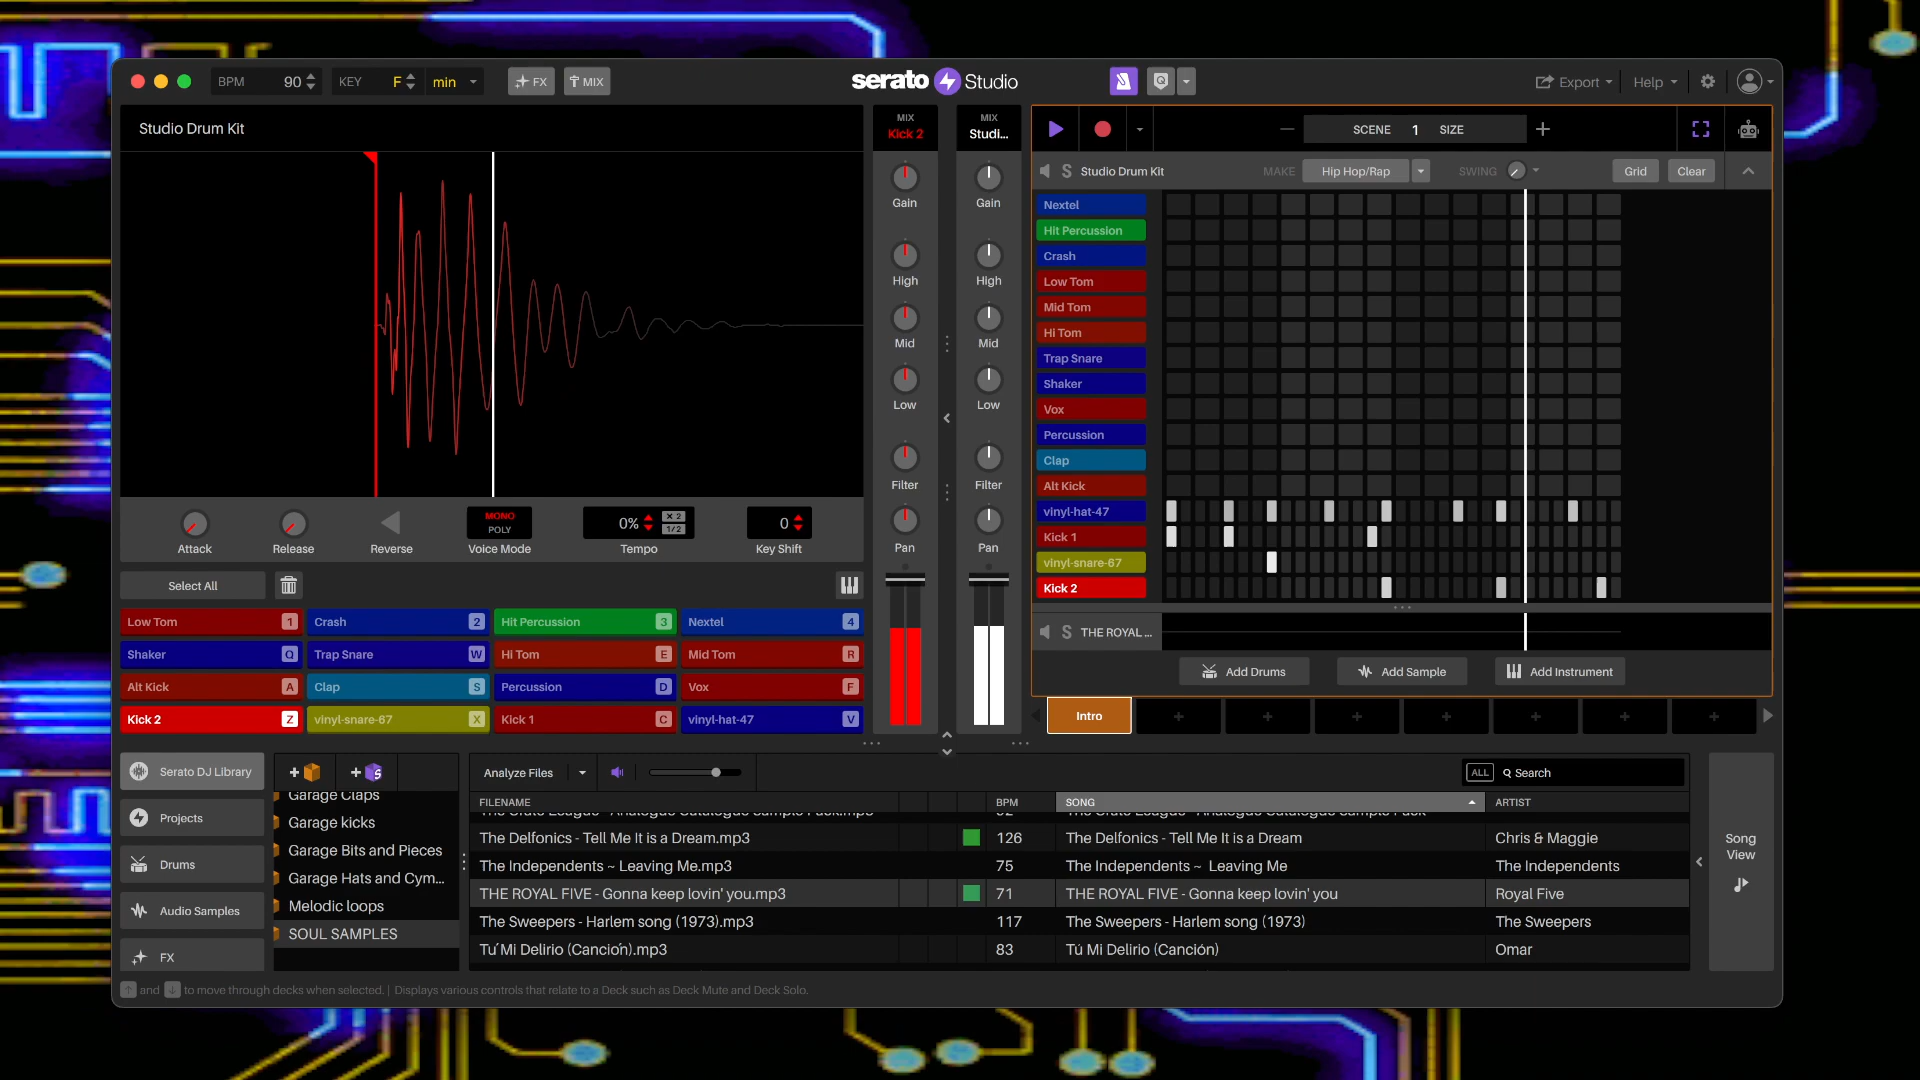 BPM 90 KEY F min FX MIX serato Studio Q Export Help
Studio Drum Kit
MIX
Kick 2
Gain
High
Mid
Low
Filter
Pan
MIX
Studi...
Gain
High
Mid
Low
Filter
Pan
SCENE 1 SIZE
S Studio Drum Kit MAKE Hip Hop/Rap SWING Grid Clear
Nextel
Hit Percussion
Crash
Low Tom
Mid Tom
Hi Tom
Trap Snare
Shaker
Vox
Percussion
Clap
Alt Kick
vinyl-hat-47
Kick 1
vinyl-snare-67
Kick 2
S THE ROYAL ...
Add Drums Add Sample Add Instrument
Intro
MONO
POLY
0% x 2
1/2
0
Attack Release Reverse Voice Mode Tempo Key Shift
Select All
Low Tom 1 Crash 2 Hit Percussion 3 Nextel 4
Shaker Q Trap Snare W Hi Tom E Mid Tom R
Alt Kick A Clap S Percussion D Vox F
Kick 2 Z vinyl-snare-67 X Kick 1 C vinyl-hat-47 V
Serato DJ Library
Projects
Drums
Audio Samples
FX
Garage Claps
Garage kicks
Garage Bits and Pieces
Garage Hats and Cym...
Melodic loops
SOUL SAMPLES
Analyze Files ALL Search
FILENAME BPM SONG ARTIST
The Delfonics - Tell Me It is a Dream.mp3 126 The Delfonics - Tell Me It is a Dream Chris & Maggie
The Independents ~ Leaving Me.mp3 75 The Independents ~ Leaving Me The Independents
THE ROYAL FIVE - Gonna keep lovin' you.mp3 71 THE ROYAL FIVE - Gonna keep lovin' you Royal Five
The Sweepers - Harlem song (1973).mp3 117 The Sweepers - Harlem song (1973) The Sweepers
Tú Mi Delirio (Canción).mp3 83 Tú Mi Delirio (Canción) Omar
Song
View
↑ and ↓ to move through decks when selected. | Displays various controls that relate to a Deck such as Deck Mute and Deck Solo.